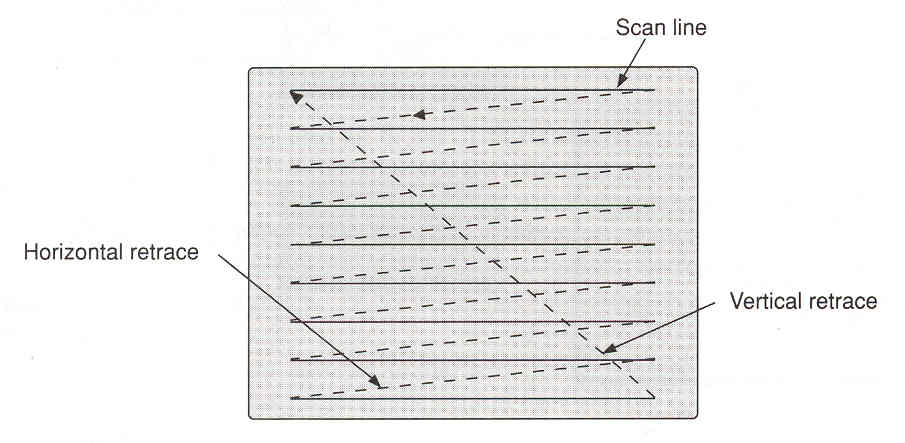 Scan line
Horizontal retrace
Vertical retrace